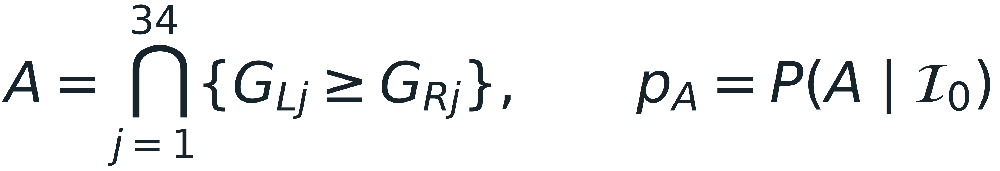 A = ⋂_{j=1}^{34} {G_{Lj} ≥ G_{Rj}}, p_A = P(A | ℐ_0)